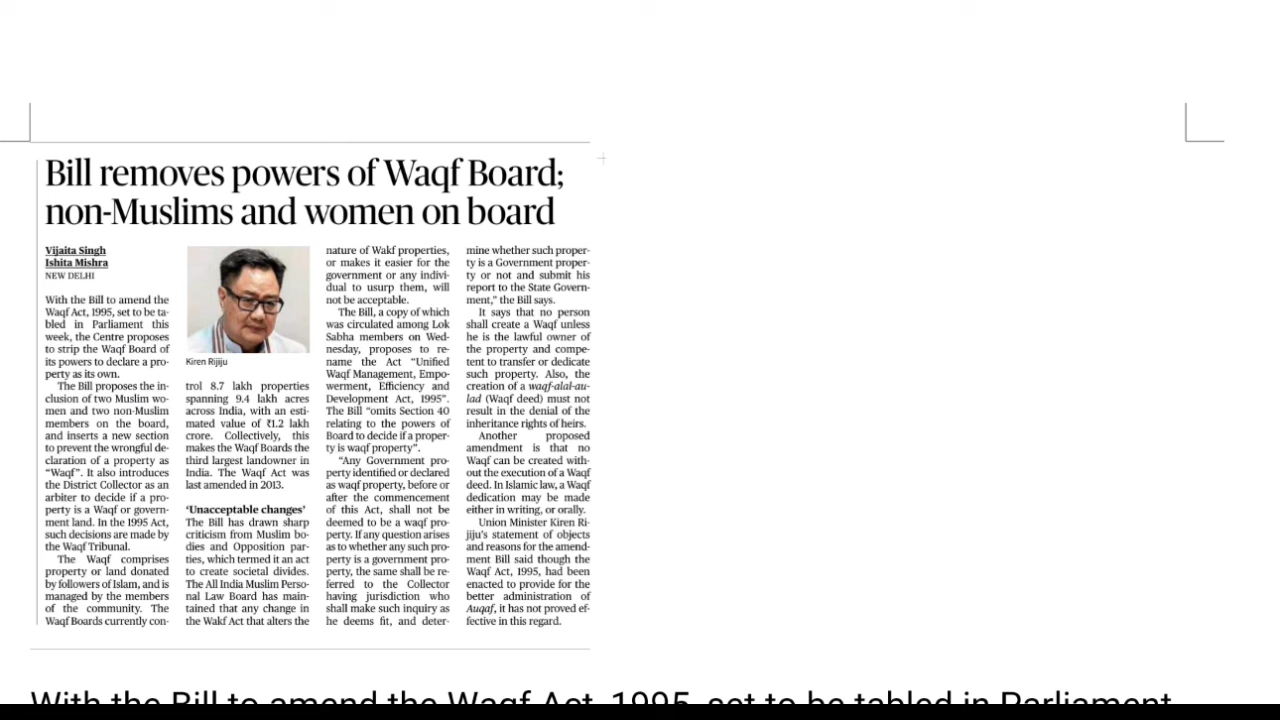 Bill removes powers of Waqf Board;
non-Muslims and women on board
Vijaita Singh
Ishita Mishra
NEW DELHI
With the Bill to amend the
Waqf Act, 1995, set to be ta-
bled in Parliament this
week, the Centre proposes
to strip the Waqf Board of
its powers to declare a pro-
perty as its own.
The Bill proposes the in-
clusion of two Muslim wo-
men and two non-Muslim
members on the board,
and inserts a new section
to prevent the wrongful de-
claration of a property as
“Waqf”. It also introduces
the District Collector as an
arbiter to decide if a pro-
perty is a Waqf or govern-
ment land. In the 1995 Act,
such decisions are made by
the Waqf Tribunal.
The Waqf comprises
property or land donated
by followers of Islam, and is
managed by the members
of the community. The
Waqf Boards currently con-
Kiren Rijiju
trol 8.7 lakh properties
spanning 9.4 lakh acres
across India, with an esti-
mated value of ₹1.2 lakh
crore. Collectively, this
makes the Waqf Boards the
third largest landowner in
India. The Waqf Act was
last amended in 2013.
‘Unacceptable changes’
The Bill has drawn sharp
criticism from Muslim bo-
dies and Opposition par-
ties, which termed it an act
to create societal divides.
The All India Muslim Perso-
nal Law Board has main-
tained that any change in
the Wakf Act that alters the
nature of Wakf properties,
or makes it easier for the
government or any indivi-
dual to usurp them, will
not be acceptable.
The Bill, a copy of which
was circulated among Lok
Sabha members on Wed-
nesday, proposes to re-
name the Act “Unified
Waqf Management, Empo-
werment, Efficiency and
Development Act, 1995”.
The Bill “omits Section 40
relating to the powers of
Board to decide if a proper-
ty is waqf property”.
“Any Government pro-
perty identified or declared
as waqf property, before or
after the commencement
of this Act, shall not be
deemed to be a waqf pro-
perty. If any question arises
as to whether any such pro-
perty is a government pro-
perty, the same shall be re-
ferred to the Collector
having jurisdiction who
shall make such inquiry as
he deems fit, and deter-
mine whether such proper-
ty is a Government proper-
ty or not and submit his
report to the State Govern-
ment,” the Bill says.
It says that no person
shall create a Waqf unless
he is the lawful owner of
the property and compe-
tent to transfer or dedicate
such property. Also, the
creation of a waqf-alal-au-
lad (Waqf deed) must not
result in the denial of the
inheritance rights of heirs.
Another proposed
amendment is that no
Waqf can be created with-
out the execution of a Waqf
deed. In Islamic law, a Waqf
dedication may be made
either in writing, or orally.
Union Minister Kiren Ri-
jiju’s statement of objects
and reasons for the amend-
ment Bill said though the
Waqf Act, 1995, had been
enacted to provide for the
better administration of
Auqaf, it has not proved ef-
fective in this regard.
With the Bill to amend the Waqf Act, 1995, set to be tabled in Parliament